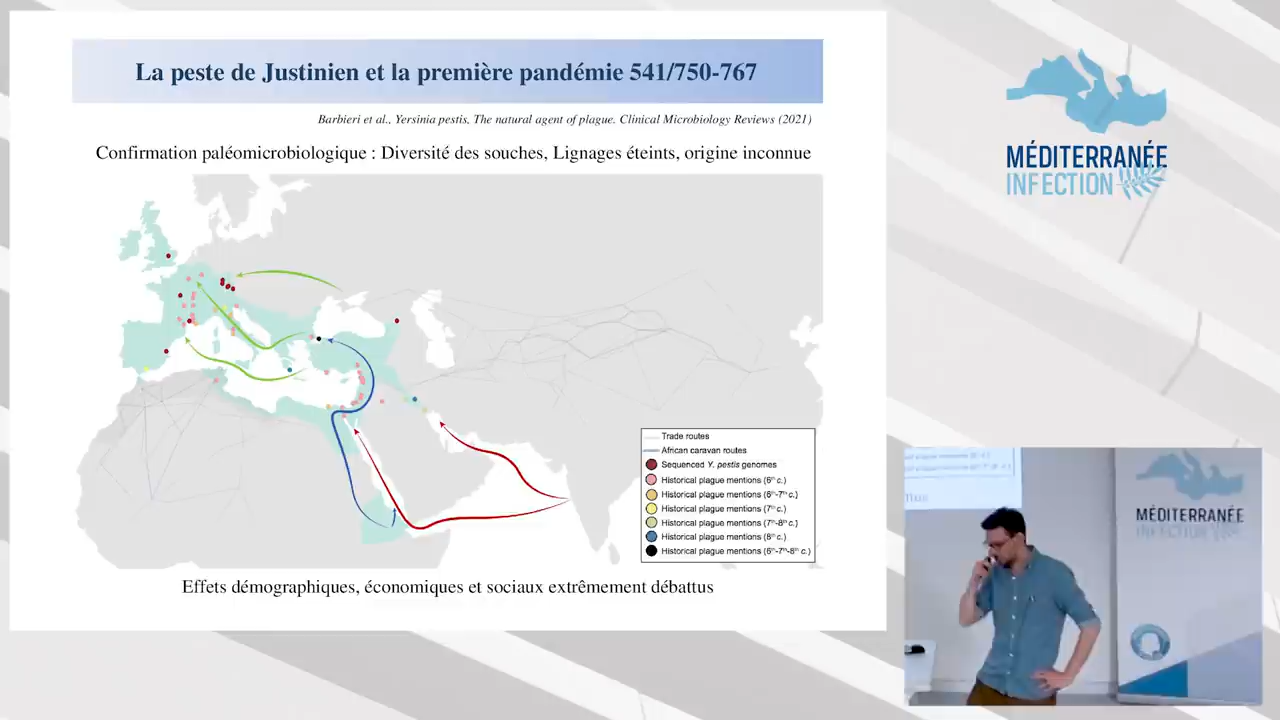 La peste de Justinien et la première pandémie 541/750-767
Barbieri et al., Yersinia pestis, The natural agent of plague. Clinical Microbiology Reviews (2021)
Confirmation paléomicrobiologique : Diversité des souches, Lignages éteints, origine inconnue
Trade routes
African caravan routes
Sequenced Y. pestis genomes
Historical plague mentions (6th c.)
Historical plague mentions (6th-7th c.)
Historical plague mentions (7th c.)
Historical plague mentions (7th-8th c.)
Historical plague mentions (8th c.)
Historical plague mentions (6th-7th-8th c.)
Effets démographiques, économiques et sociaux extrêmement débattus
MÉDITERRANÉE
INFECTION
MÉDITERRANÉE
INFECTION